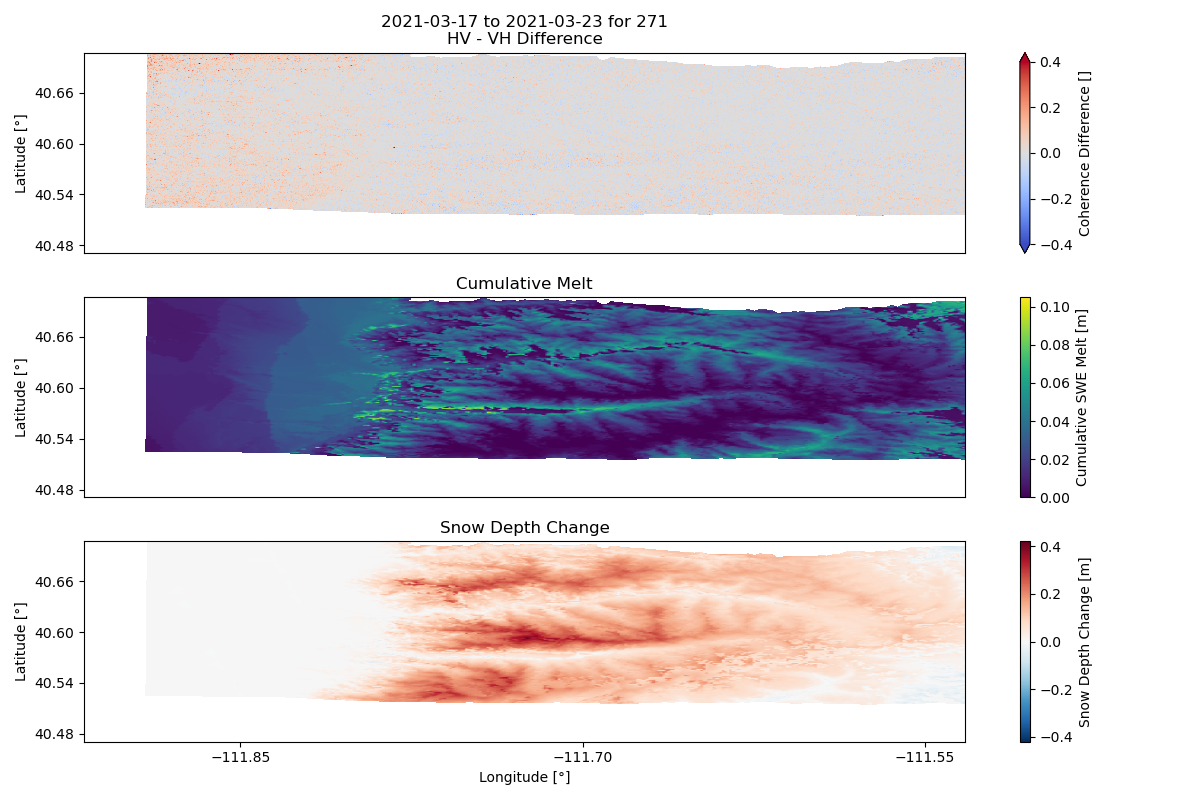 2021-03-17 to 2021-03-23 for 271
HV - VH Difference
Latitude [°]
40.66
40.60
40.54
40.48
0.4
0.2
0.0
−0.2
−0.4
Coherence Difference []
Cumulative Melt
Latitude [°]
40.66
40.60
40.54
40.48
0.10
0.08
0.06
0.04
0.02
0.00
Cumulative SWE Melt [m]
Snow Depth Change
Latitude [°]
40.66
40.60
40.54
40.48
0.4
0.2
0.0
−0.2
−0.4
Snow Depth Change [m]
−111.85
−111.70
−111.55
Longitude [°]